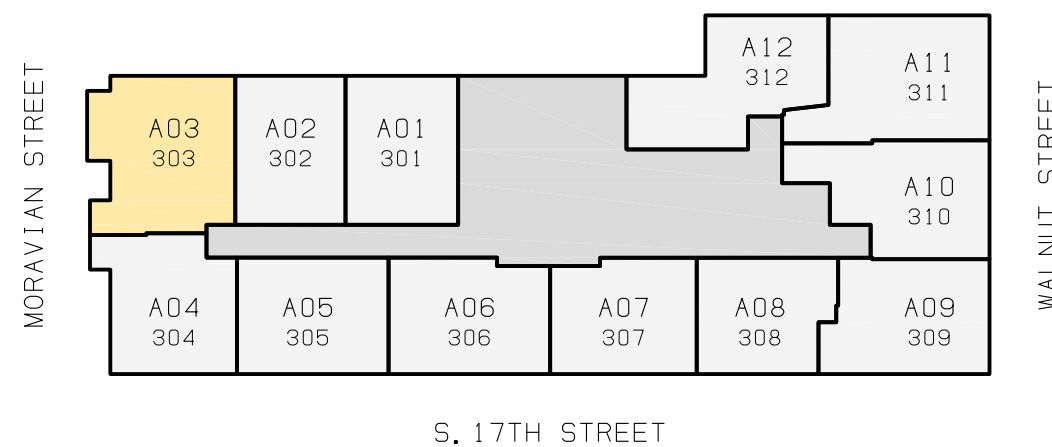 MORAVIAN STREET
A03
303
A02
302
A01
301
A12
312
A11
311
A10
310
A04
304
A05
305
A06
306
A07
307
A08
308
A09
309
WALNUT STREET
S. 17TH STREET